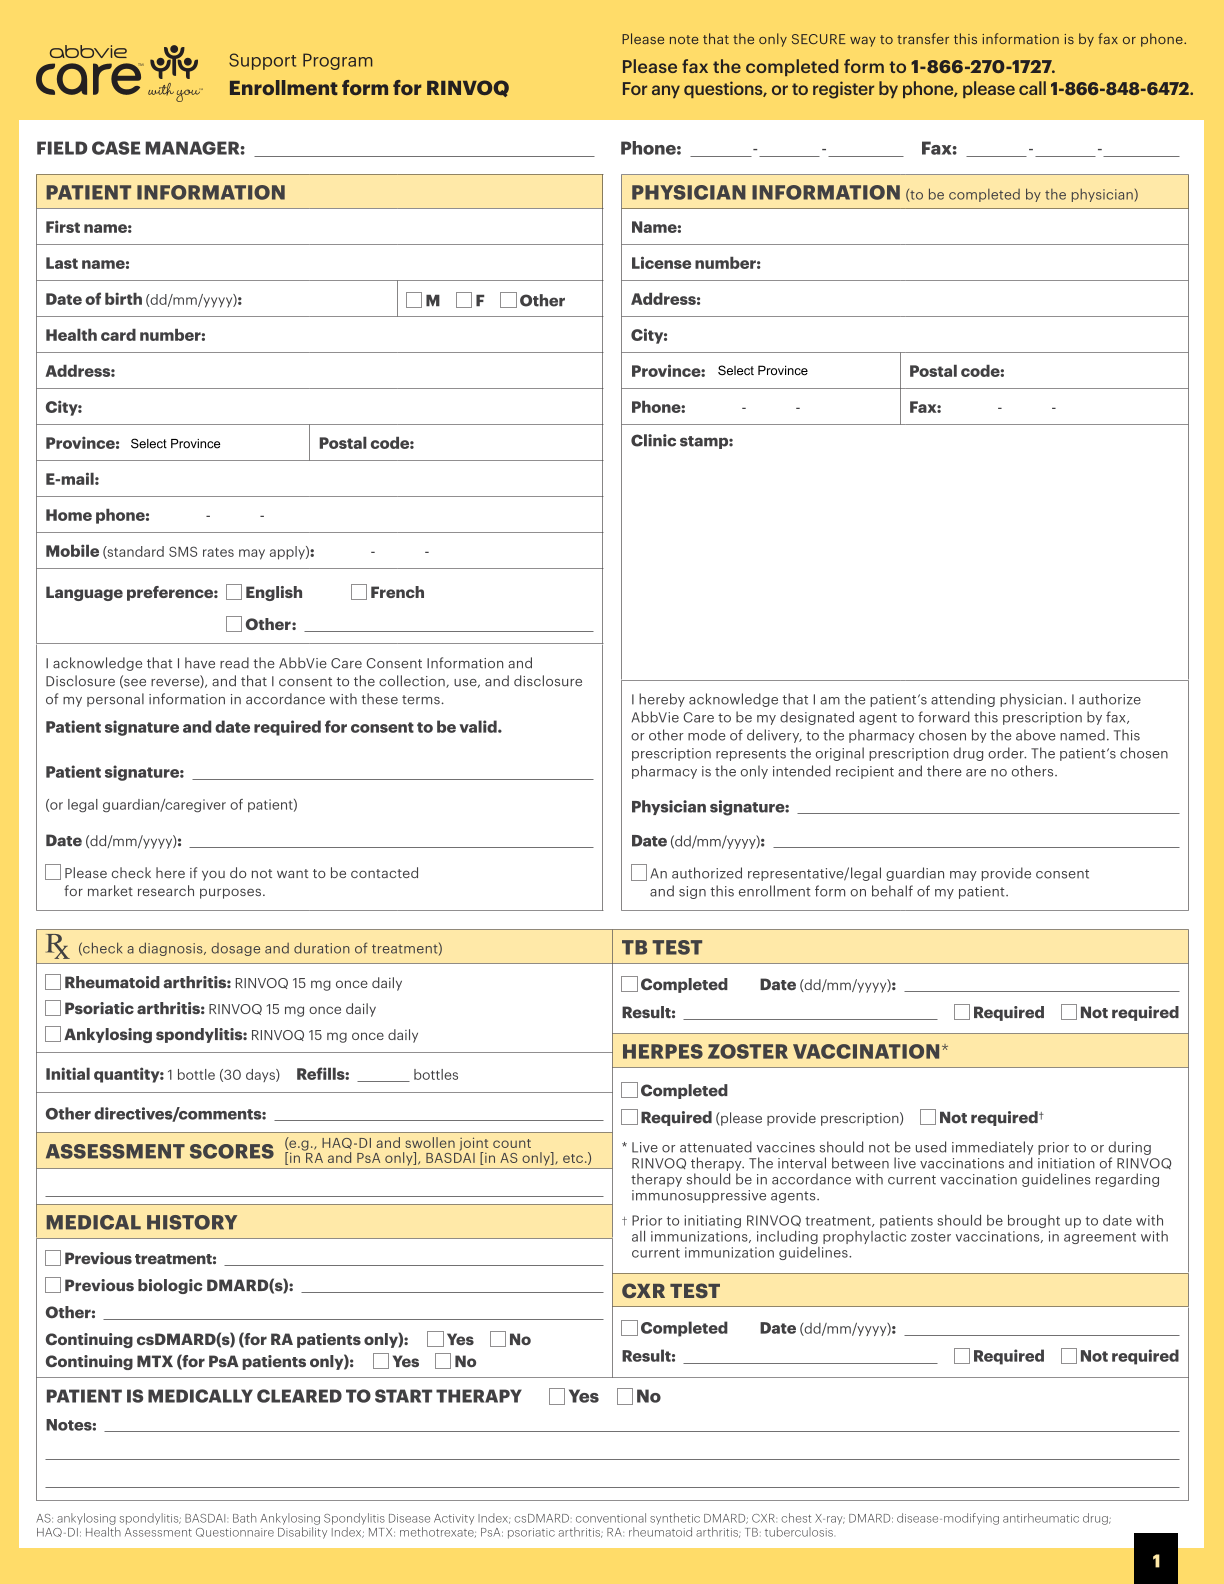 abbvie
care™ with you™
Support Program
Enrollment form for RINVOQ
Please note that the only SECURE way to transfer this information is by fax or phone.
Please fax the completed form to 1-866-270-1727.
For any questions, or to register by phone, please call 1-866-848-6472.
FIELD CASE MANAGER: Phone: - - Fax: - -
PATIENT INFORMATION
First name:
Last name:
Date of birth (dd/mm/yyyy): M F Other
Health card number:
Address:
City:
Province: Select Province Postal code:
E-mail:
Home phone: - -
Mobile (standard SMS rates may apply): - -
Language preference: English French
Other:
I acknowledge that I have read the AbbVie Care Consent Information and
Disclosure (see reverse), and that I consent to the collection, use, and disclosure
of my personal information in accordance with these terms.
Patient signature and date required for consent to be valid.
Patient signature:
(or legal guardian/caregiver of patient)
Date (dd/mm/yyyy):
Please check here if you do not want to be contacted
for market research purposes.
PHYSICIAN INFORMATION (to be completed by the physician)
Name:
License number:
Address:
City:
Province: Select Province Postal code:
Phone: - - Fax: - -
Clinic stamp:
I hereby acknowledge that I am the patient's attending physician. I authorize
AbbVie Care to be my designated agent to forward this prescription by fax,
or other mode of delivery, to the pharmacy chosen by the above named. This
prescription represents the original prescription drug order. The patient's chosen
pharmacy is the only intended recipient and there are no others.
Physician signature:
Date (dd/mm/yyyy):
An authorized representative/legal guardian may provide consent
and sign this enrollment form on behalf of my patient.
Rx (check a diagnosis, dosage and duration of treatment)
Rheumatoid arthritis: RINVOQ 15 mg once daily
Psoriatic arthritis: RINVOQ 15 mg once daily
Ankylosing spondylitis: RINVOQ 15 mg once daily
Initial quantity: 1 bottle (30 days) Refills: bottles
Other directives/comments:
ASSESSMENT SCORES (e.g., HAQ-DI and swollen joint count
[in RA and PsA only], BASDAI [in AS only], etc.)
MEDICAL HISTORY
Previous treatment:
Previous biologic DMARD(s):
Other:
Continuing csDMARD(s) (for RA patients only): Yes No
Continuing MTX (for PsA patients only): Yes No
TB TEST
Completed Date (dd/mm/yyyy):
Result: Required Not required
HERPES ZOSTER VACCINATION*
Completed
Required (please provide prescription) Not required†
* Live or attenuated vaccines should not be used immediately prior to or during
RINVOQ therapy. The interval between live vaccinations and initiation of RINVOQ
therapy should be in accordance with current vaccination guidelines regarding
immunosuppressive agents.
† Prior to initiating RINVOQ treatment, patients should be brought up to date with
all immunizations, including prophylactic zoster vaccinations, in agreement with
current immunization guidelines.
CXR TEST
Completed Date (dd/mm/yyyy):
Result: Required Not required
PATIENT IS MEDICALLY CLEARED TO START THERAPY Yes No
Notes:
AS: ankylosing spondylitis; BASDAI: Bath Ankylosing Spondylitis Disease Activity Index; csDMARD: conventional synthetic DMARD; CXR: chest X-ray; DMARD: disease-modifying antirheumatic drug;
HAQ-DI: Health Assessment Questionnaire Disability Index; MTX: methotrexate; PsA: psoriatic arthritis; RA: rheumatoid arthritis; TB: tuberculosis.
1